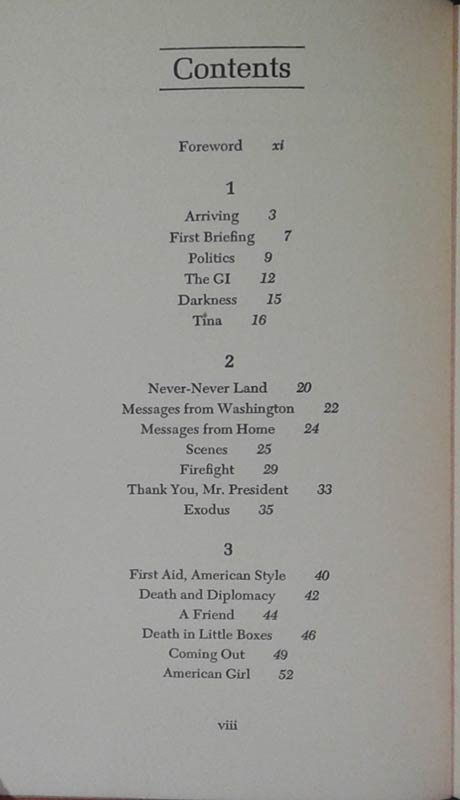 Contents
Foreword xi
1
Arriving 3
First Briefing 7
Politics 9
The GI 12
Darkness 15
Tina 16
2
Never-Never Land 20
Messages from Washington 22
Messages from Home 24
Scenes 25
Firefight 29
Thank You, Mr. President 33
Exodus 35
3
First Aid, American Style 40
Death and Diplomacy 42
A Friend 44
Death in Little Boxes 46
Coming Out 49
American Girl 52
viii